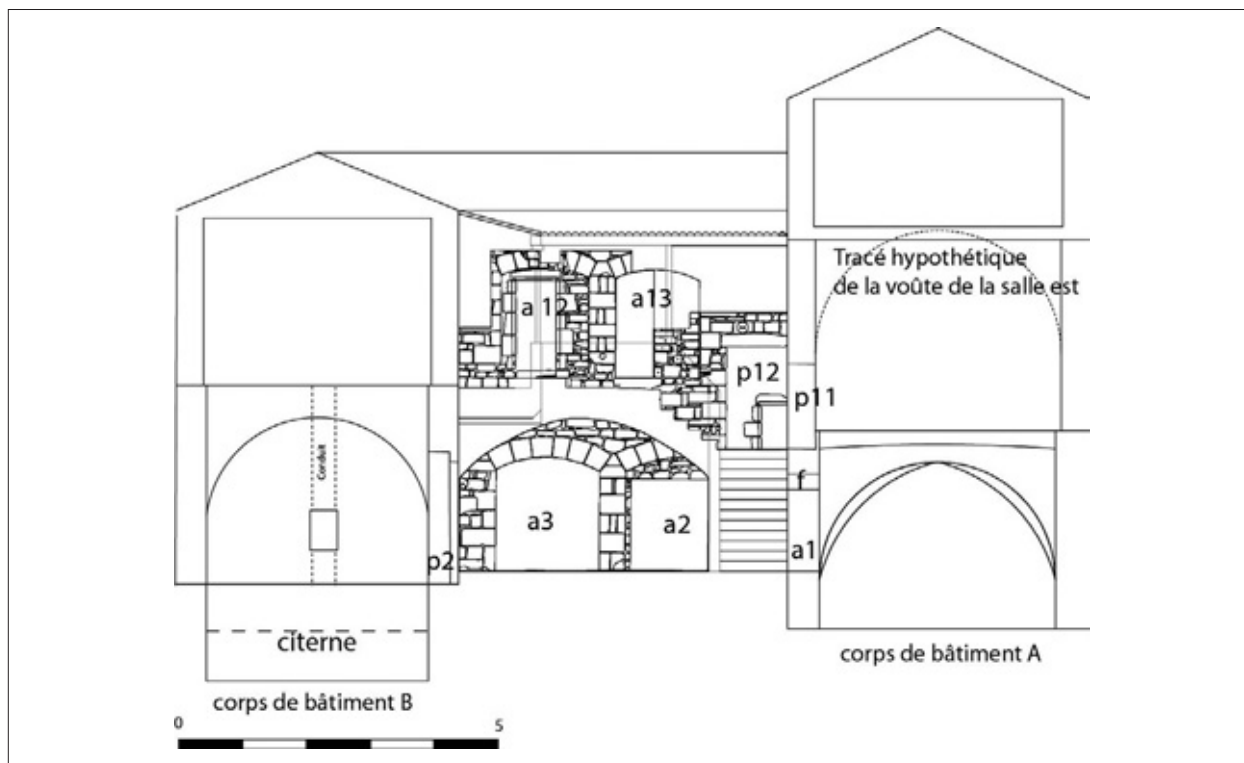 Tracé hypothétique
de la voûte de la salle est
a 12
a13
p12
p11
Conduit
f
a3
a2
a1
p2
citerne
corps de bâtiment A
corps de bâtiment B
0 5